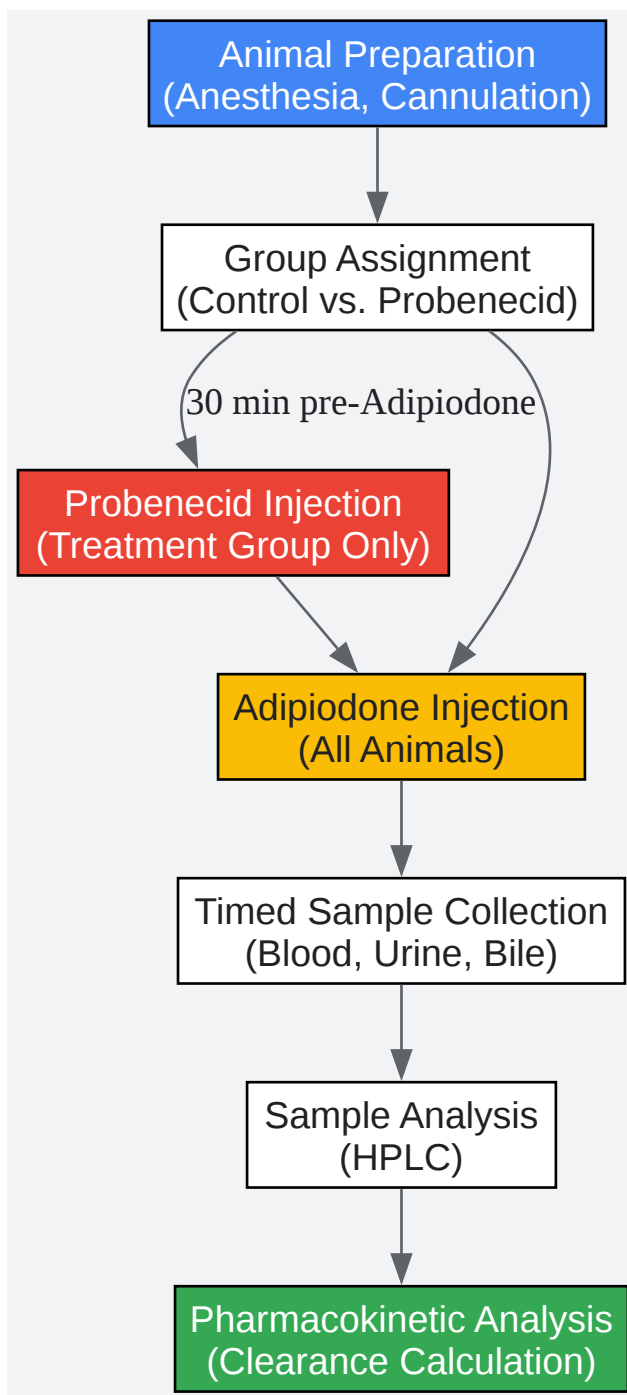 Animal Preparation
(Anesthesia, Cannulation)
Group Assignment
(Control vs. Probenecid)
30 min pre-Adipiodone
Probenecid Injection
(Treatment Group Only)
Adipiodone Injection
(All Animals)
Timed Sample Collection
(Blood, Urine, Bile)
Sample Analysis
(HPLC)
Pharmacokinetic Analysis
(Clearance Calculation)